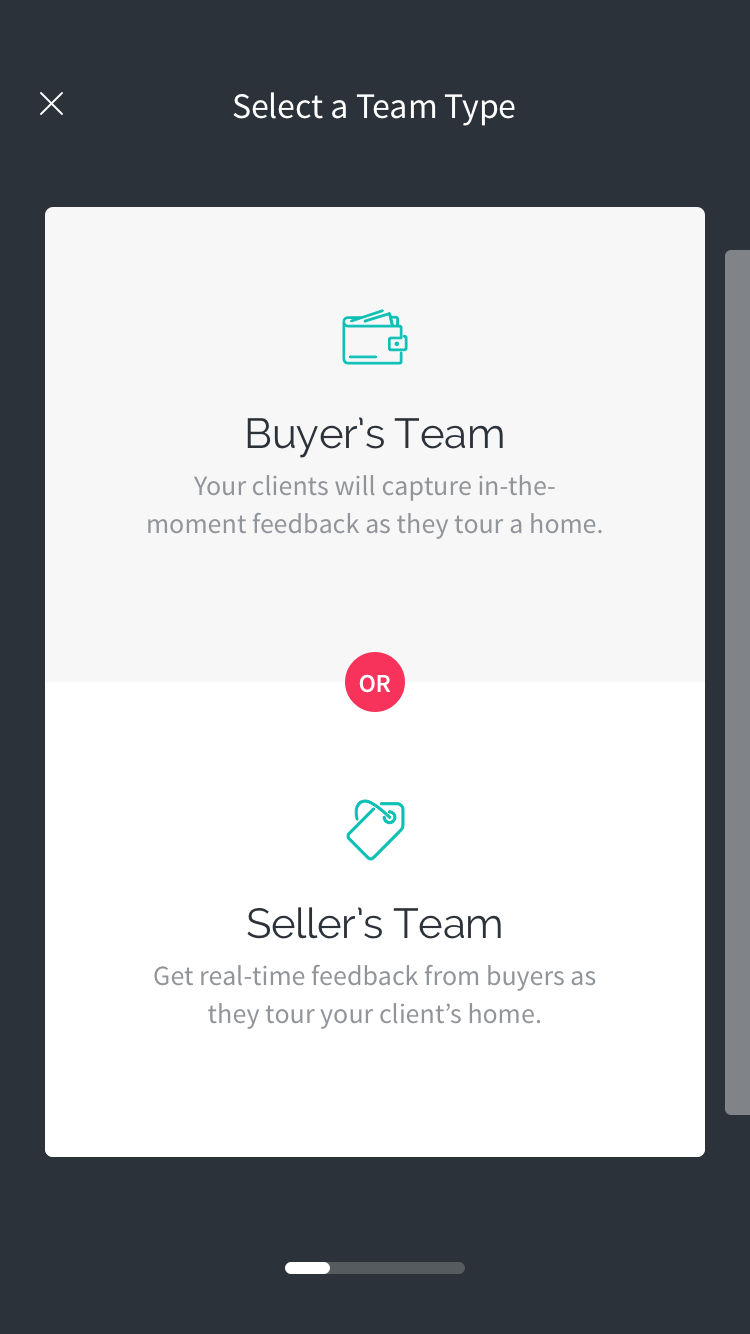 Select a Team Type
Buyer's Team
Your clients will capture in-the-
moment feedback as they tour a home.
OR
Seller's Team
Get real-time feedback from buyers as
they tour your client’s home.